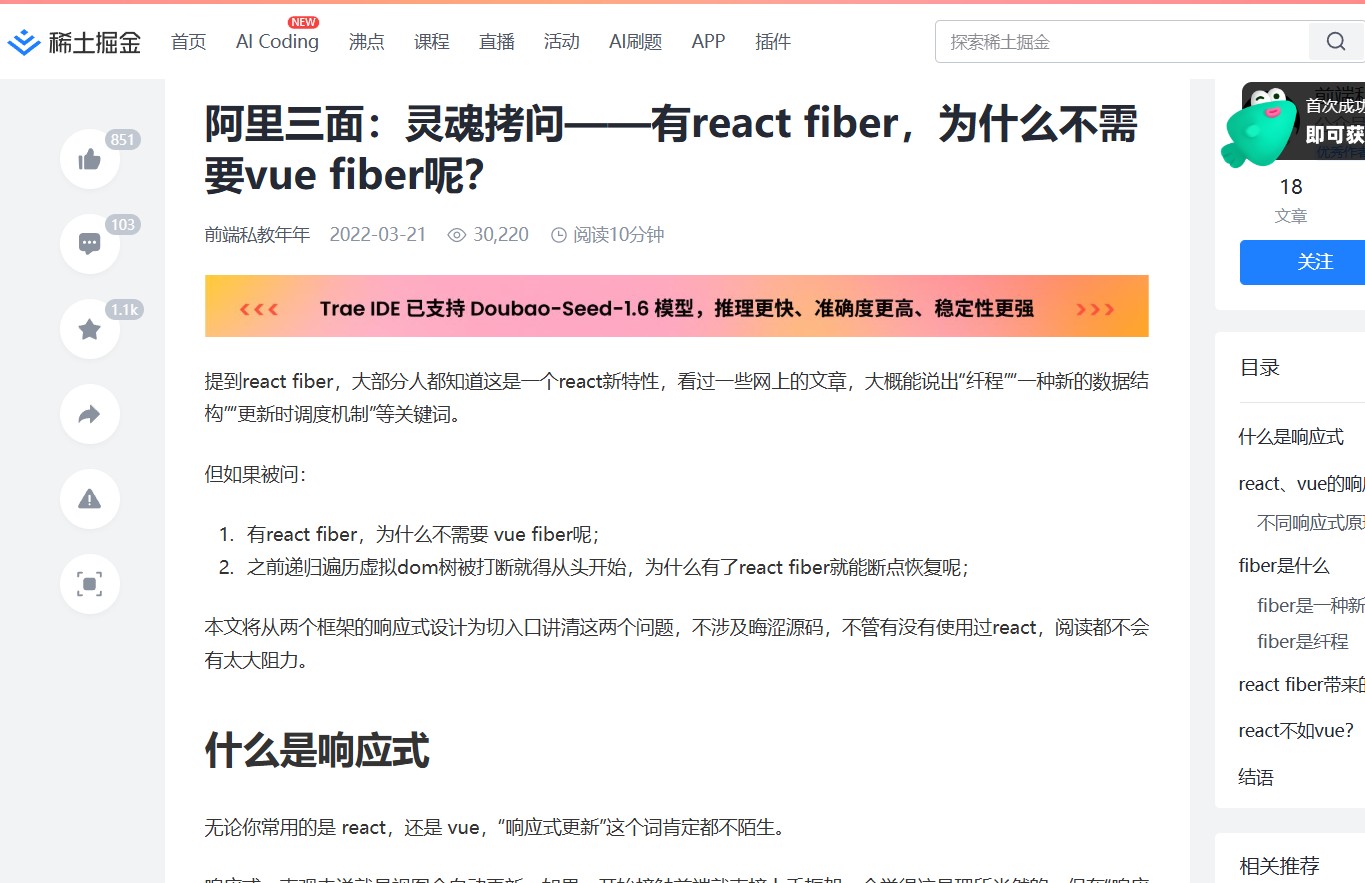 稀土掘金
首页
AI Coding
NEW
沸点
课程
直播
活动
AI刷题
APP
插件
探索稀土掘金
851
103
1.1k
阿里三面：灵魂拷问——有react fiber，为什么不需
要vue fiber呢？
前端私教年年 2022-03-21 30,220 阅读10分钟
<<< Trae IDE 已支持 Doubao-Seed-1.6 模型，推理更快、准确度更高、稳定性更强 >>>
提到react fiber，大部分人都知道这是一个react新特性，看过一些网上的文章，大概能说出“纤程”“一种新的数据结
构”“更新时调度机制”等关键词。
但如果被问：
1. 有react fiber，为什么不需要 vue fiber呢；
2. 之前递归遍历虚拟dom树被打断就得从头开始，为什么有了react fiber就能断点恢复呢；
本文将从两个框架的响应式设计为切入口讲清这两个问题，不涉及晦涩源码，不管有没有使用过react，阅读都不会
有太大阻力。
什么是响应式
无论你常用的是 react，还是 vue，“响应式更新”这个词肯定都不陌生。
首次成功
即可获
18
文章
关注
目录
什么是响应式
react、vue的响应
不同响应式原理
fiber是什么
fiber是一种新
fiber是纤程
react fiber带来的
react不如vue？
结语
相关推荐